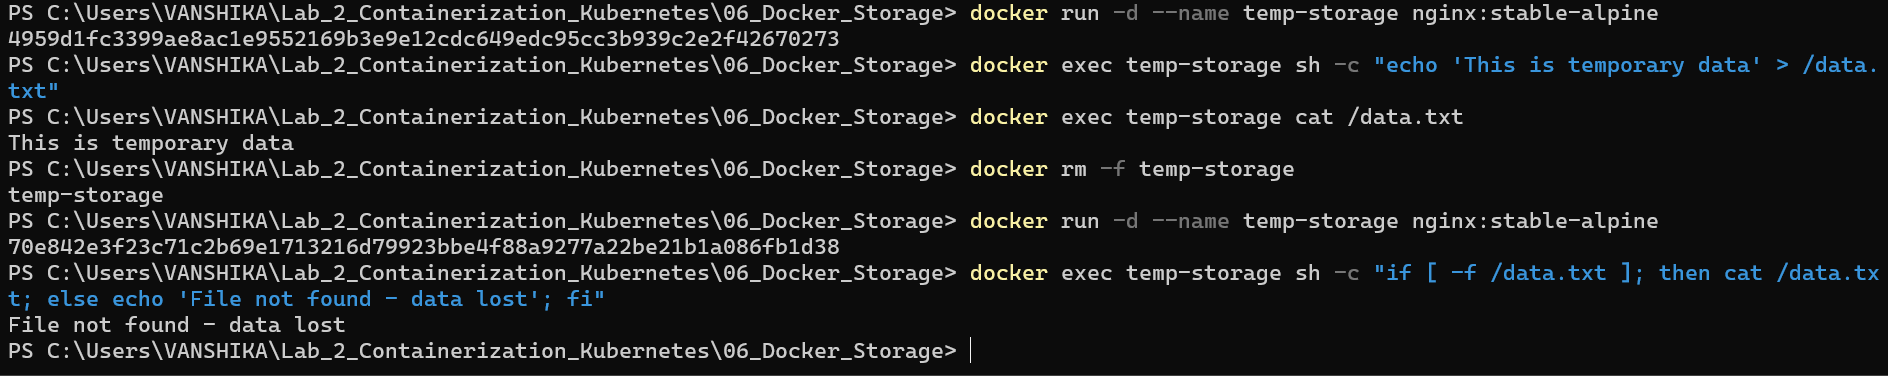 PS C:\Users\VANSHIKA\Lab_2_Containerization_Kubernetes\06_Docker_Storage> docker run -d --name temp-storage nginx:stable-alpine
4959d1fc3399ae8ac1e9552169b3e9e12cdc649edc95cc3b939c2e2f42670273
PS C:\Users\VANSHIKA\Lab_2_Containerization_Kubernetes\06_Docker_Storage> docker exec temp-storage sh -c "echo 'This is temporary data' > /data.
txt"
PS C:\Users\VANSHIKA\Lab_2_Containerization_Kubernetes\06_Docker_Storage> docker exec temp-storage cat /data.txt
This is temporary data
PS C:\Users\VANSHIKA\Lab_2_Containerization_Kubernetes\06_Docker_Storage> docker rm -f temp-storage
temp-storage
PS C:\Users\VANSHIKA\Lab_2_Containerization_Kubernetes\06_Docker_Storage> docker run -d --name temp-storage nginx:stable-alpine
70e842e3f23c71c2b69e1713216d79923bbe4f88a9277a22be21b1a086fb1d38
PS C:\Users\VANSHIKA\Lab_2_Containerization_Kubernetes\06_Docker_Storage> docker exec temp-storage sh -c "if [ -f /data.txt ]; then cat /data.tx
t; else echo 'File not found - data lost'; fi"
File not found - data lost
PS C:\Users\VANSHIKA\Lab_2_Containerization_Kubernetes\06_Docker_Storage>